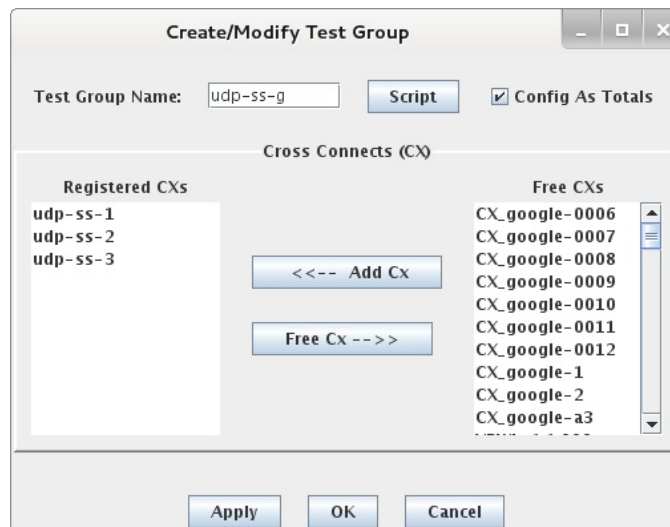 Create/Modify Test Group
Test Group Name: udp-ss-g Script Config As Totals
Cross Connects (CX)
Registered CXs
udp-ss-1
udp-ss-2
udp-ss-3
<<-- Add Cx
Free Cx -->>
Free CXs
CX_google-0006
CX_google-0007
CX_google-0008
CX_google-0009
CX_google-0010
CX_google-0011
CX_google-0012
CX_google-1
CX_google-2
CX_google-a3
Apply OK Cancel